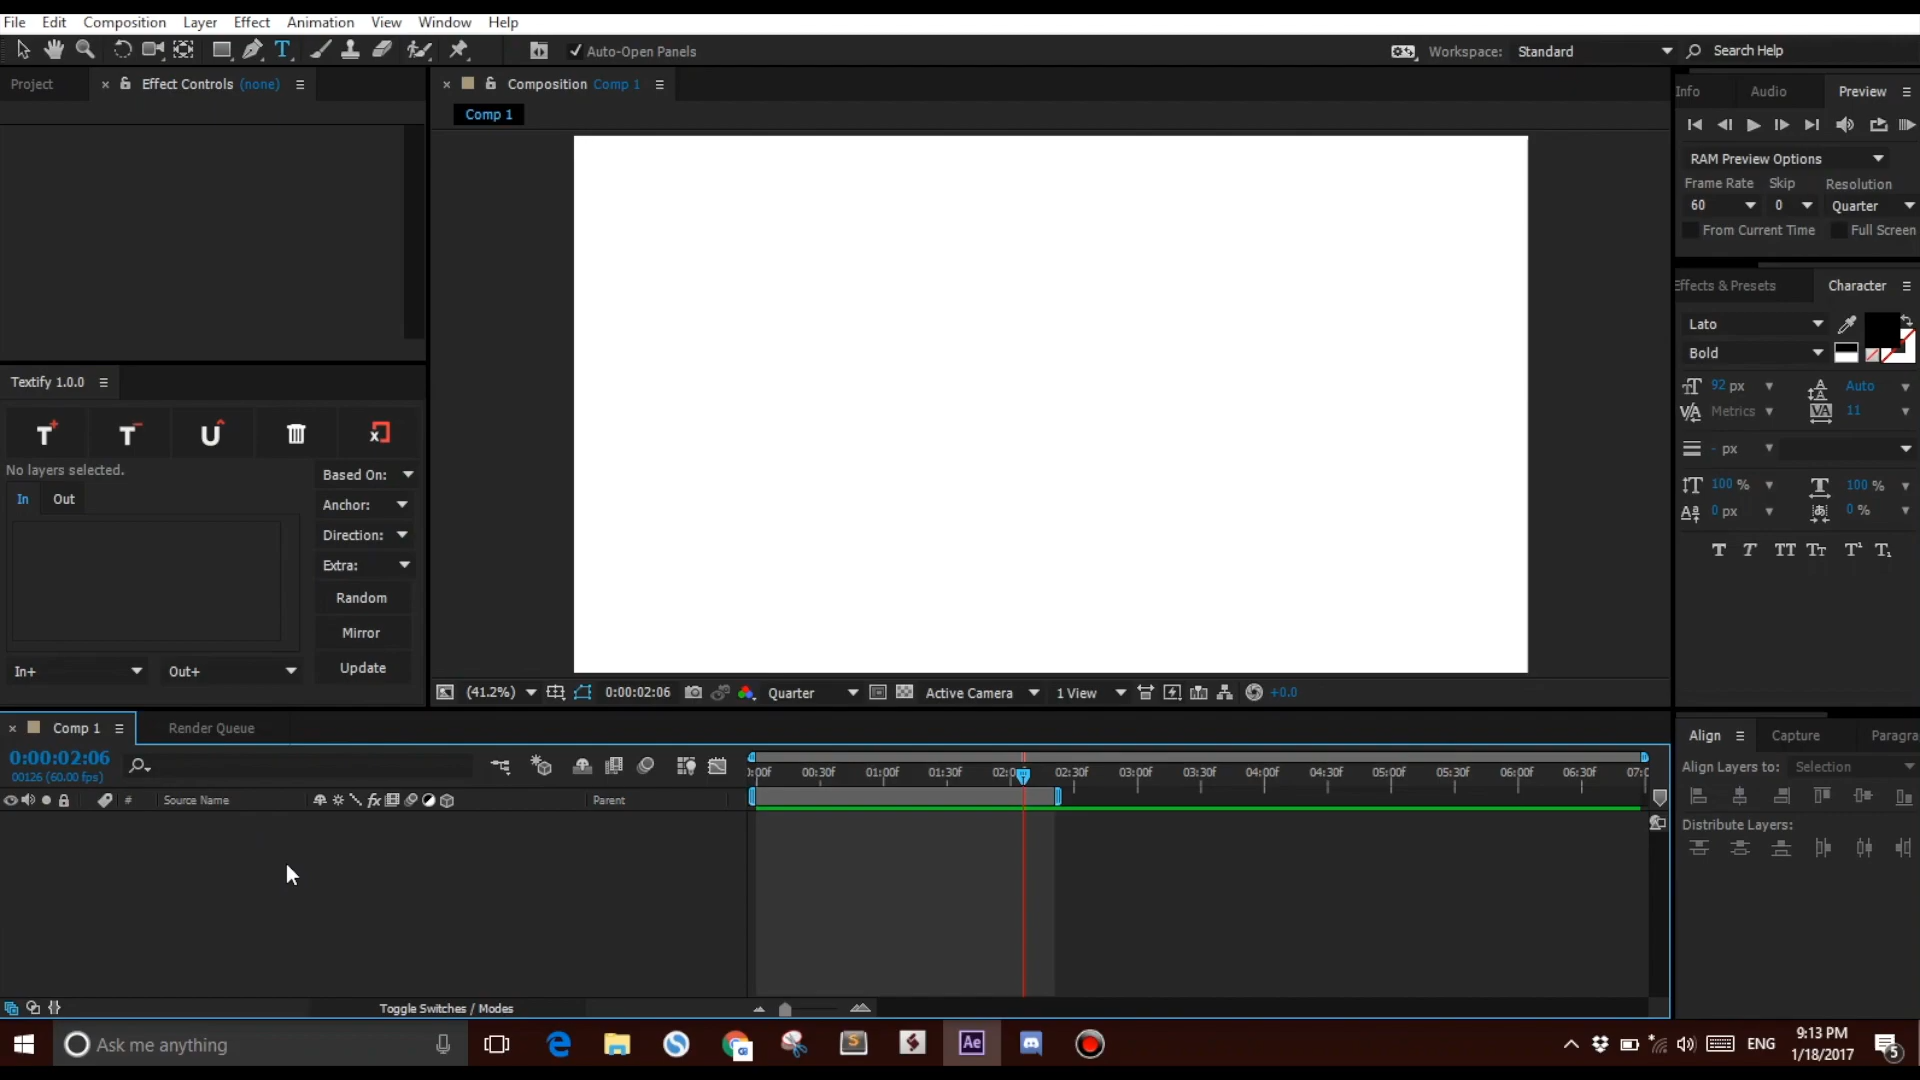 File Edit Composition Layer Effect Animation View Window Help
Auto-Open Panels
Workspace: Standard
Search Help
Project
Effect Controls (none)
Composition Comp 1
Info Audio Preview
Comp 1
RAM Preview Options
Frame Rate Skip Resolution
60 0 Quarter
From Current Time Full Screen
Effects & Presets Character
Lato
Bold
92 px Auto
Metrics 11
- px
100 % 100 %
0 px 0 %
Textify 1.0.0
No layers selected.
Based On:
In Out
Anchor:
Direction:
Extra:
Random
Mirror
In+ Out+ Update
(41.2%) 0:00:02:06 Quarter Active Camera 1 View +0.0
Comp 1 Render Queue
Align Capture Paragra
0:00:02:06
00126 (60.00 fps)
:00f 00:30f 01:00f 01:30f 02:0 02:30f 03:00f 03:30f 04:00f 04:30f 05:00f 05:30f 06:00f 06:30f 07:0
Align Layers to: Selection
# Source Name Parent
Distribute Layers:
Toggle Switches / Modes
Ask me anything
Ae
ENG
9:13 PM
1/18/2017
5